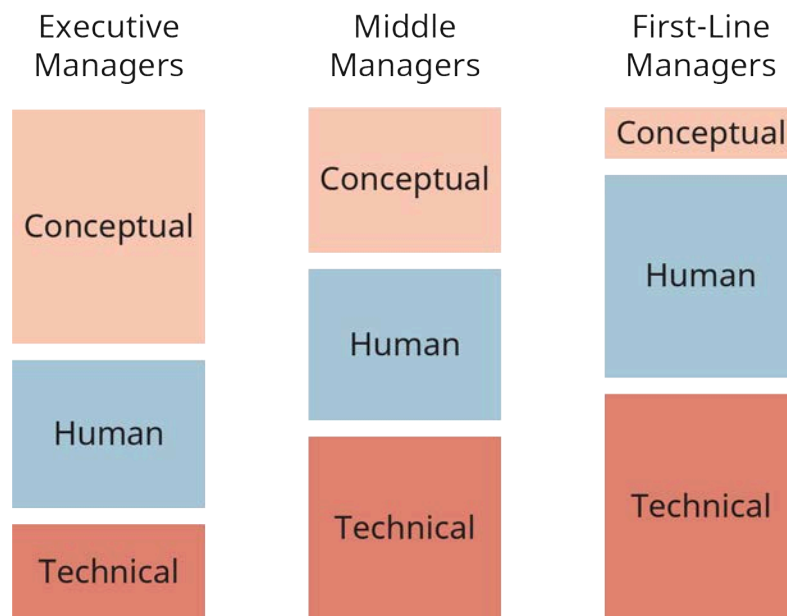 Executive
Managers
Middle
Managers
First-Line
Managers
Conceptual
Human
Technical
Conceptual
Human
Technical
Conceptual
Human
Technical